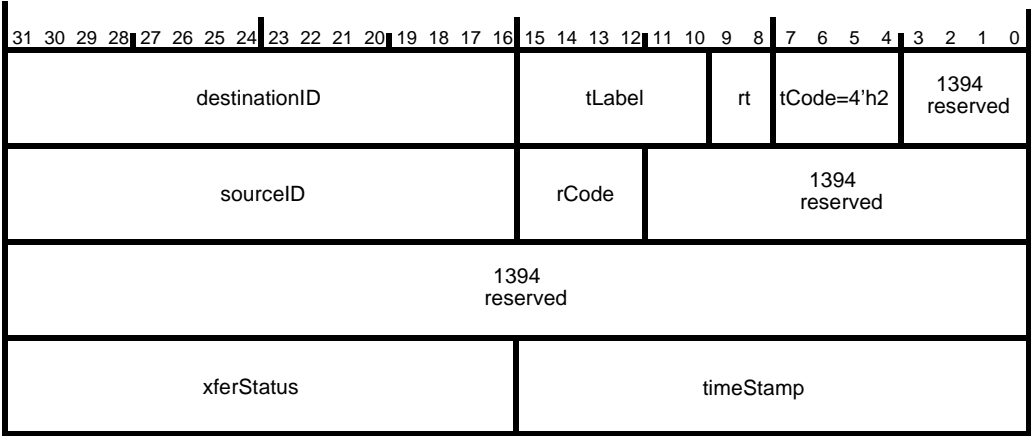 31 30 29 28 27 26 25 24 23 22 21 20 19 18 17 16 15 14 13 12 11 10 9 8 7 6 5 4 3 2 1 0
destinationID tLabel rt tCode=4'h2 1394
reserved
sourceID rCode 1394
reserved
1394
reserved
xferStatus timeStamp